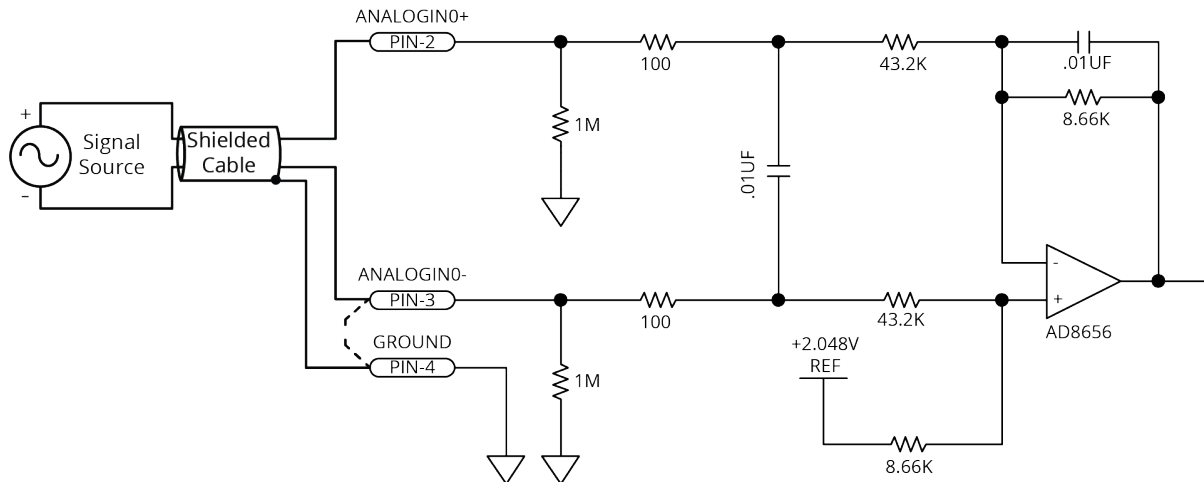 ANALOGIN0+
PIN-2
100
43.2K
.01UF
8.66K
1M
+
Signal
Source
-
Shielded
Cable
.01UF
ANALOGIN0-
PIN-3
100
43.2K
-
+
AD8656
GROUND
PIN-4
1M
+2.048V
REF
8.66K